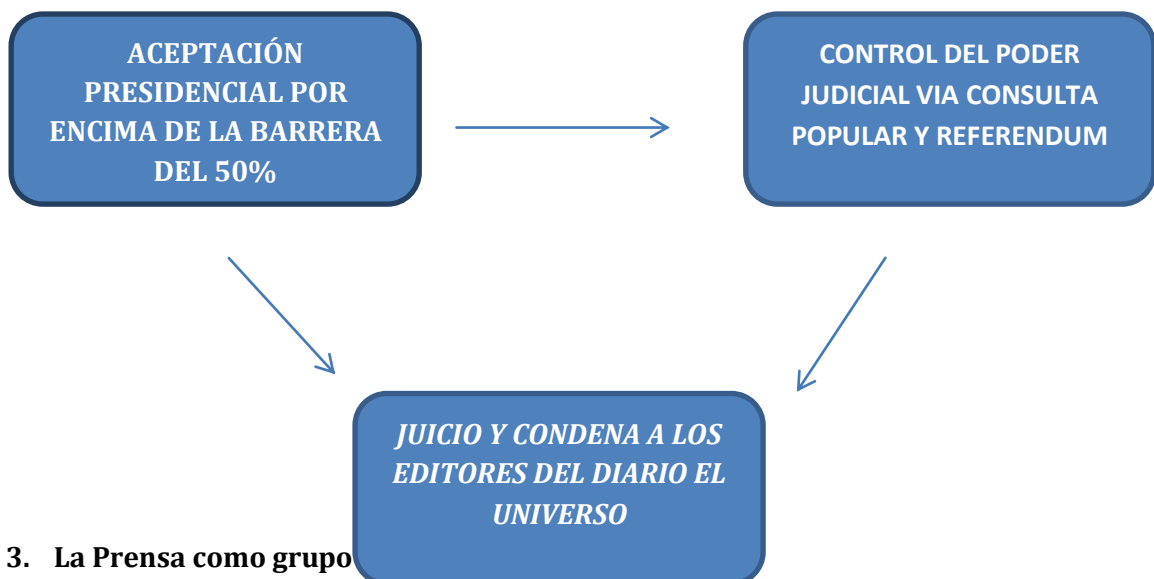 ACEPTACIÓN
PRESIDENCIAL POR
ENCIMA DE LA BARRERA
DEL 50%
CONTROL DEL PODER
JUDICIAL VIA CONSULTA
POPULAR Y REFERENDUM
JUICIO Y CONDENA A LOS
EDITORES DEL DIARIO EL
UNIVERSO
3. La Prensa como grupo